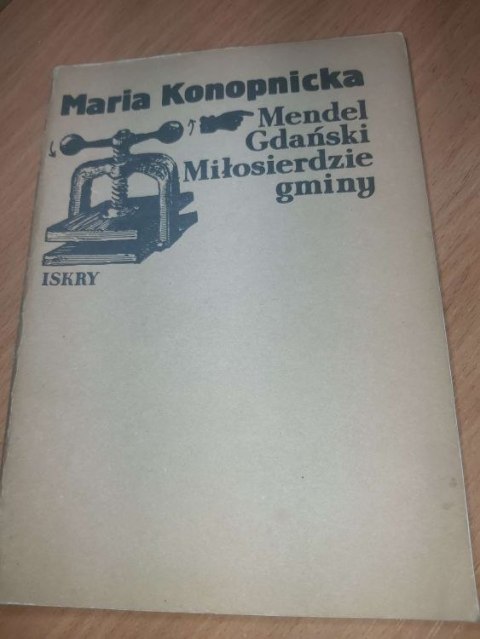 Maria Konopnicka
Mendel
Gdański
Miłosierdzie
gminy
ISKRY